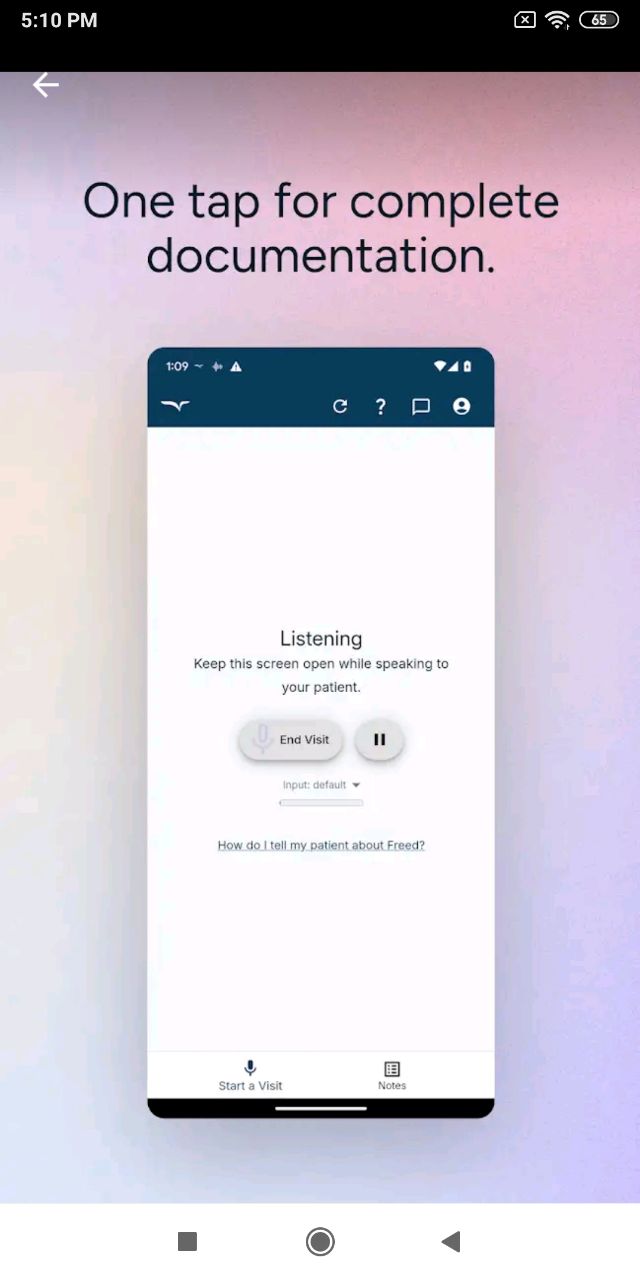 5:10 PM
65
One tap for complete
documentation.
1:09
Listening
Keep this screen open while speaking to
your patient.
End Visit
Input: default
How do I tell my patient about Freed?
Start a Visit
Notes